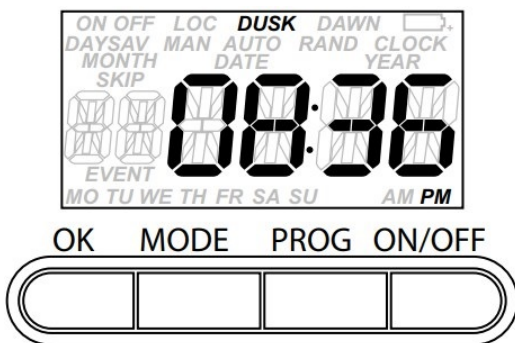 ON OFF LOC DUSK DAWN
DAYSAV MAN AUTO RAND CLOCK
MONTH DATE YEAR
SKIP
08:36
EVENT
MO TU WE TH FR SA SU AM PM
OK MODE PROG ON/OFF